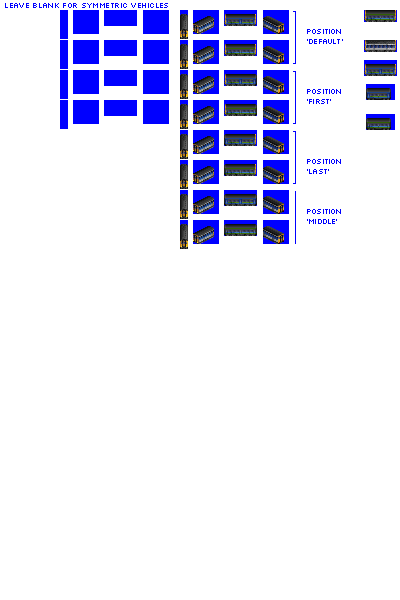 LEAVE BLANK FOR SYMMETRIC VEHICLES
POSITION
'DEFAULT'
POSITION
'FIRST'
POSITION
'LAST'
POSITION
'MIDDLE'